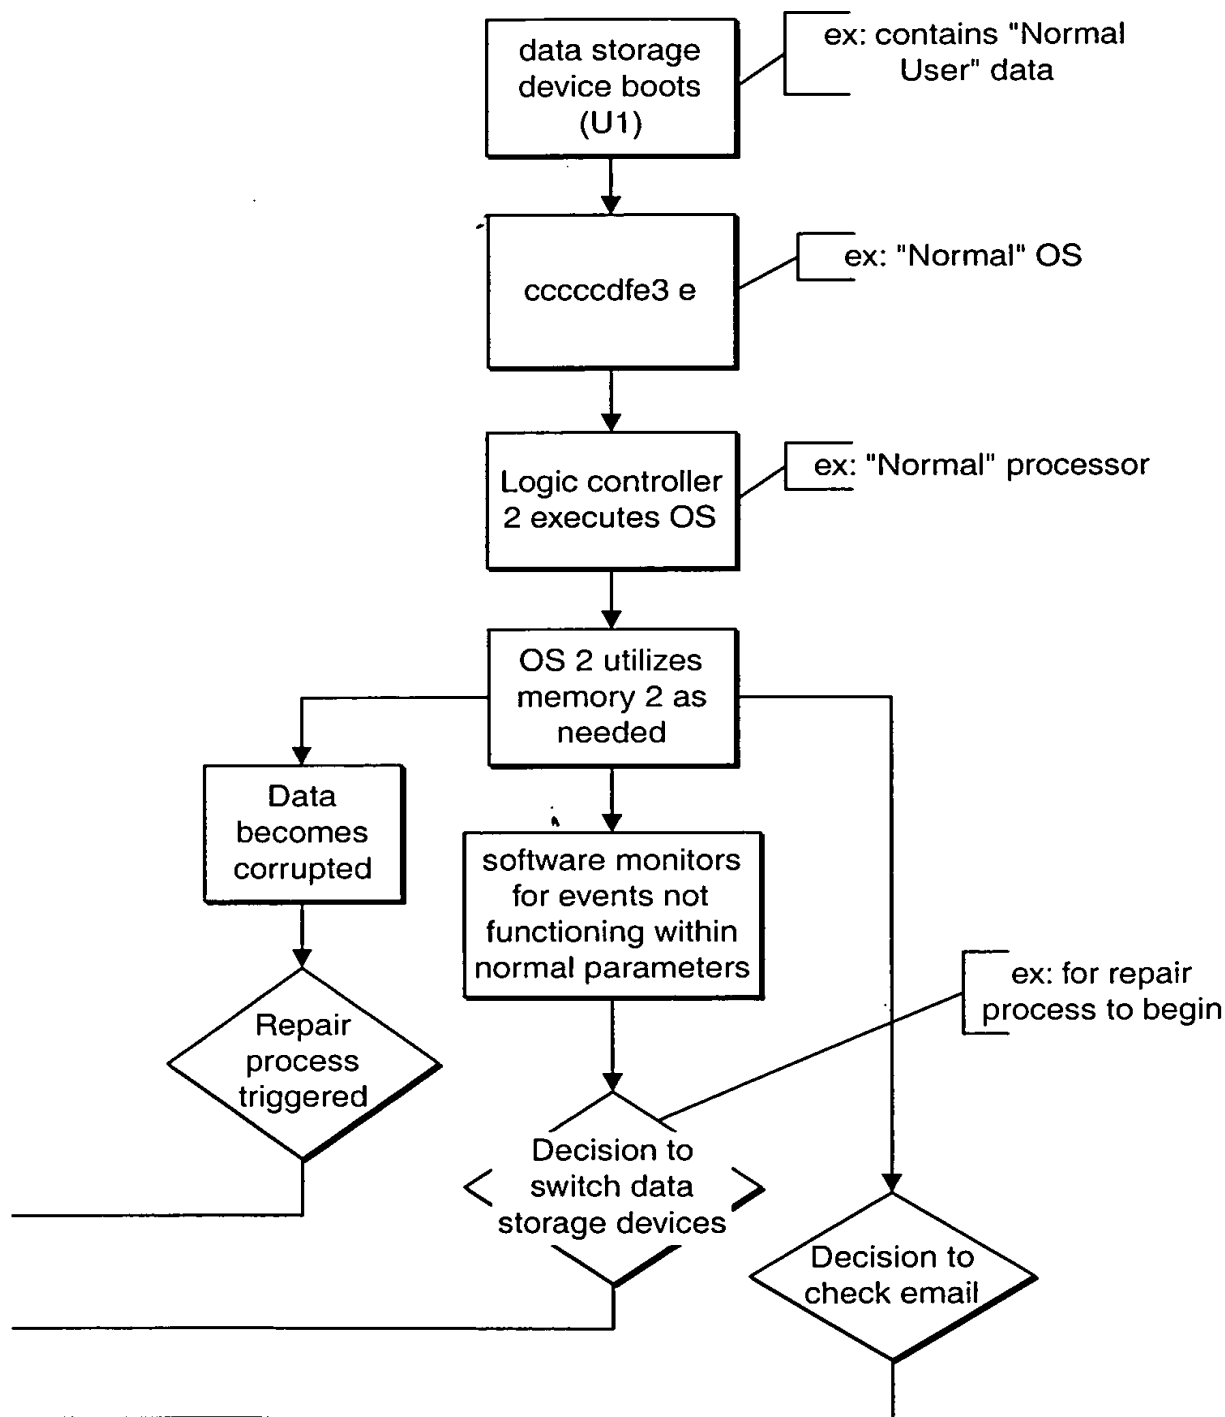 data storage
device boots
(U1)
ex: contains "Normal
User" data
cccccdfe3 e
ex: "Normal" OS
Logic controller
2 executes OS
ex: "Normal" processor
OS 2 utilizes
memory 2 as
needed
Data
becomes
corrupted
software monitors
for events not
functioning within
normal parameters
ex: for repair
process to begin
Repair
process
triggered
Decision to
switch data
storage devices
Decision to
check email